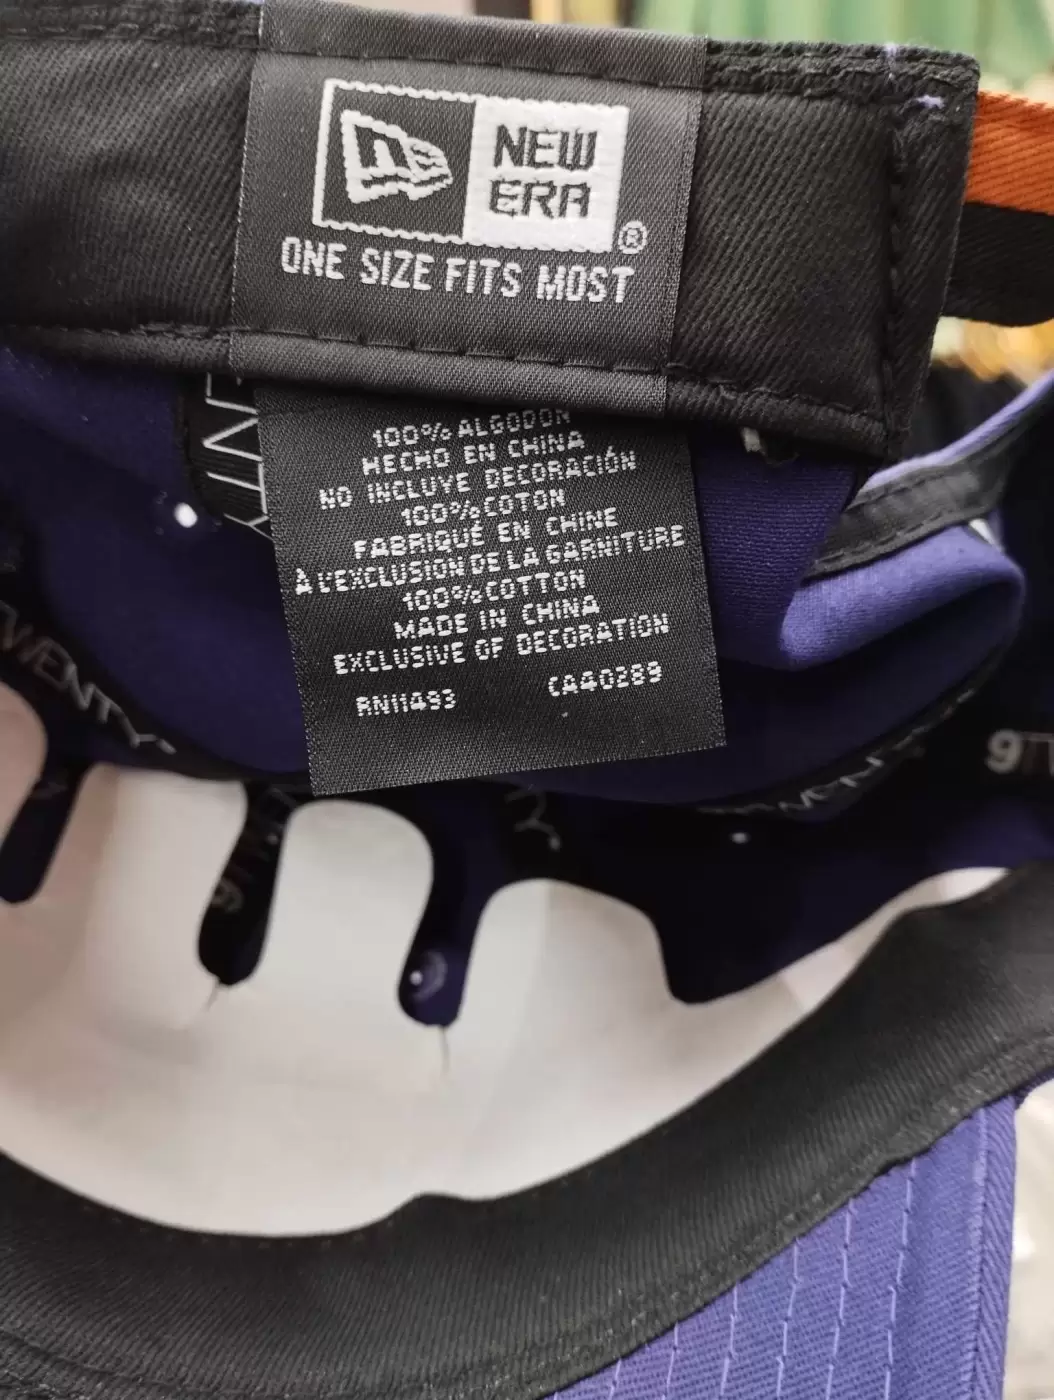 NEW
ERA
®
ONE SIZE FITS MOST
100% ALGODON
HECHO EN CHINA
NO INCLUYE DECORACIÓN
100% COTON
FABRIQUÉ EN CHINE
À L'EXCLUSION DE LA GARNITURE
100% COTTON
MADE IN CHINA
EXCLUSIVE OF DECORATION
RN11493 CA40289
TWENTY